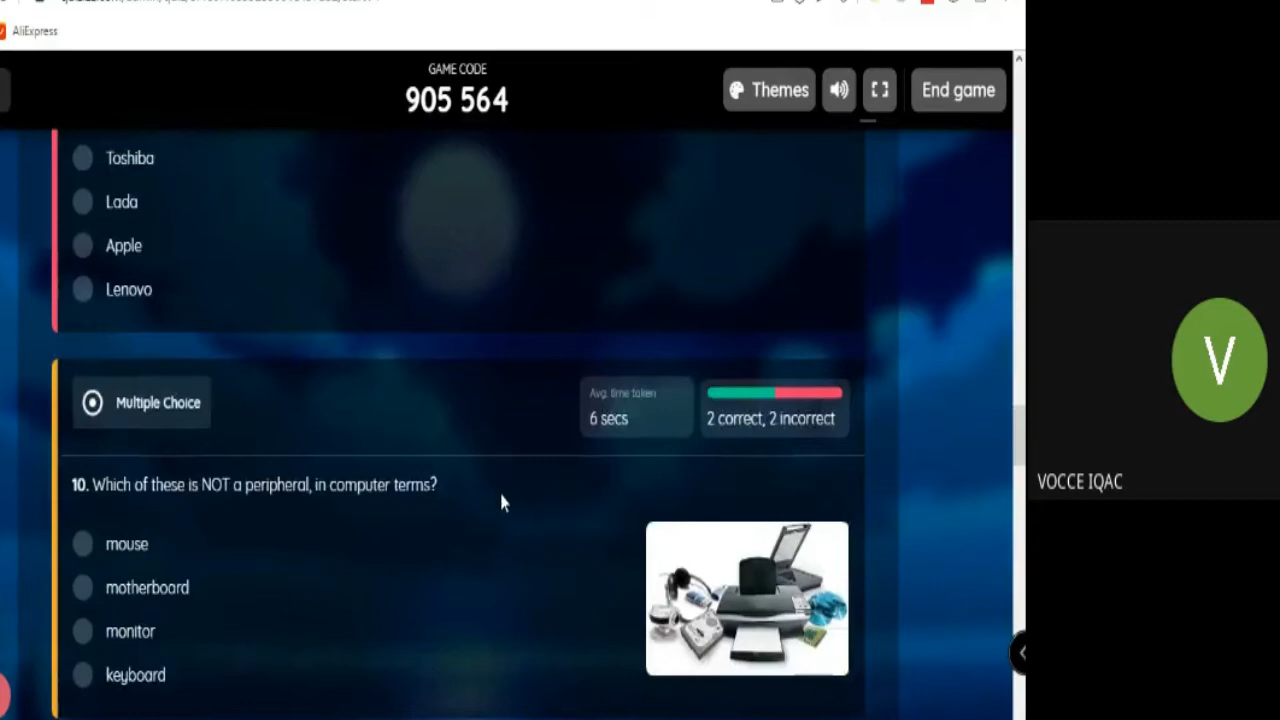 AliExpress
GAME CODE
905 564
Themes
End game
Toshiba
Lada
Apple
Lenovo
Multiple Choice
Avg. time taken
6 secs
2 correct, 2 incorrect
10. Which of these is NOT a peripheral, in computer terms?
mouse
motherboard
monitor
keyboard
V
VOCCE IQAC